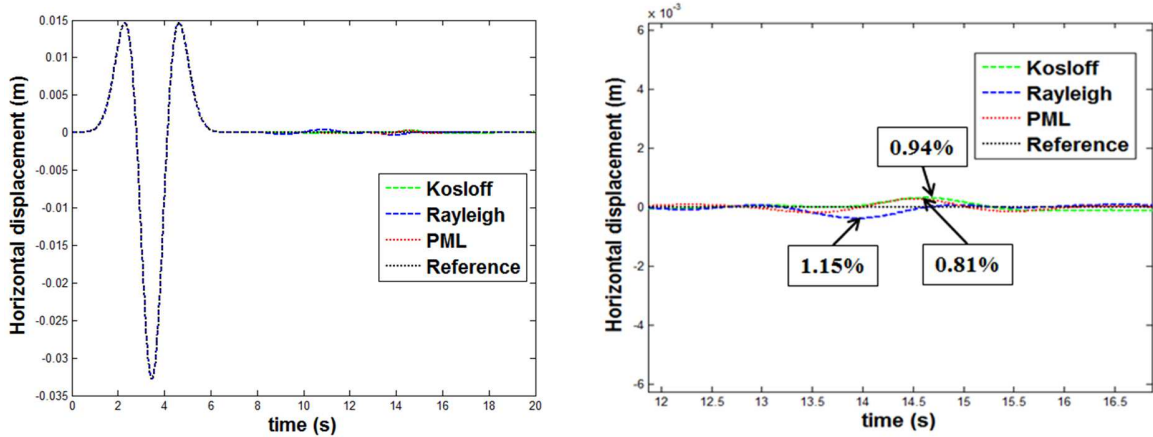 0.015
0.01
0.005
0
-0.005
-0.01
-0.015
-0.02
-0.025
-0.03
-0.035
Horizontal displacement (m)
Kosloff
Rayleigh
PML
Reference
0 2 4 6 8 10 12 14 16 18 20
time (s)
× 10⁻³
6
4
2
0
-2
-4
-6
Horizontal displacement (m)
Kosloff
Rayleigh
PML
Reference
0.94%
1.15%
0.81%
12 12.5 13 13.5 14 14.5 15 15.5 16 16.5
time (s)